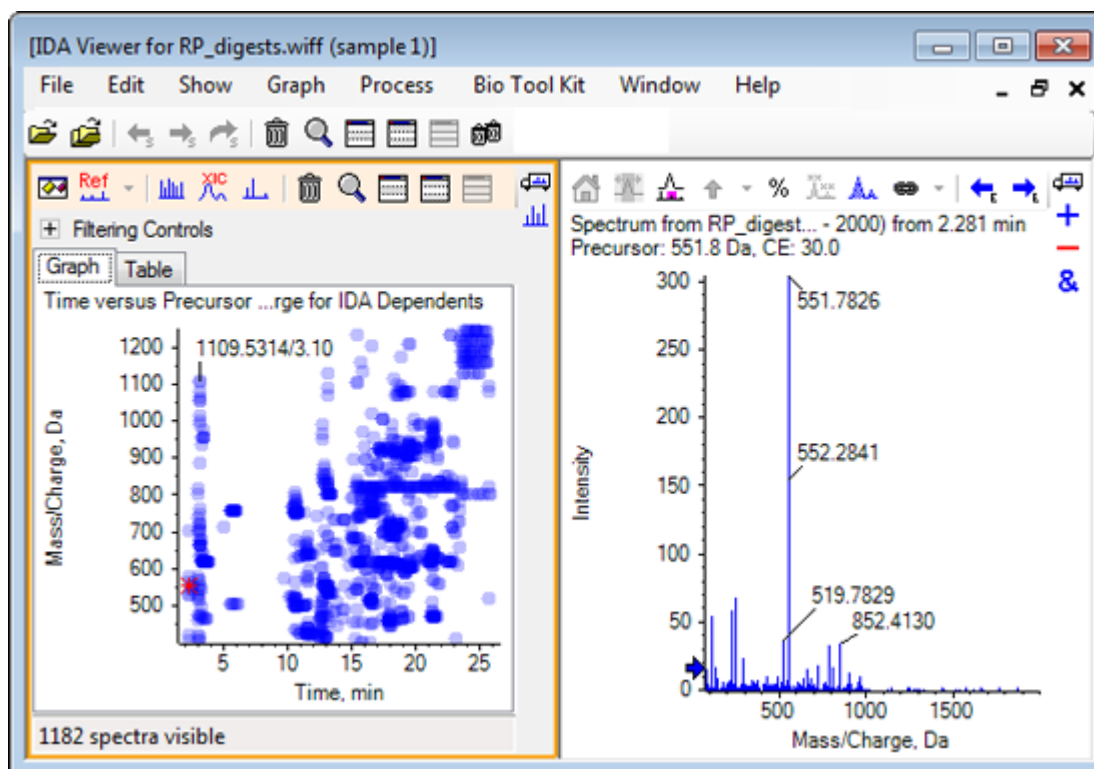 [IDA Viewer for RP_digests.wiff (sample 1)]
File Edit Show Graph Process Bio Tool Kit Window Help
Ref XIC
Filtering Controls
Graph Table
Time versus Precursor ...rge for IDA Dependents
1109.5314/3.10
1200
1100
1000
900
800
700
600
500
Mass/Charge, Da
5 10 15 20 25
Time, min
1182 spectra visible
%
Spectrum from RP_digest... - 2000) from 2.281 min
Precursor: 551.8 Da, CE: 30.0
&
300
250
200
150
100
50
0
Intensity
551.7826
552.2841
519.7829
852.4130
500 1000 1500
Mass/Charge, Da